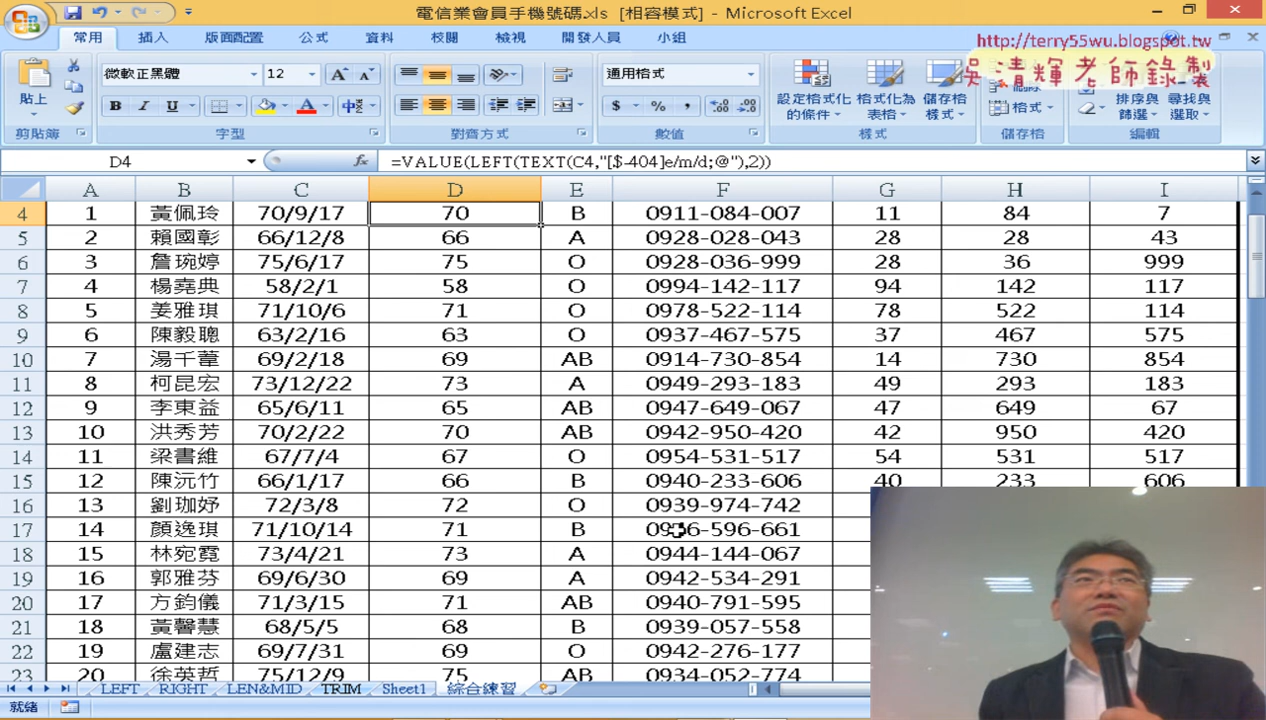 電信業會員手機號碼.xls [相容模式] - Microsoft Excel
常用 插入 版面配置 公式 資料 校閱 檢視 開發人員 小組
http://terry55wu.blogspot.tw
吳清輝老師錄製
貼上 微軟正黑體 12 A A 通用格式 設定格式化的條件 格式化為表格 儲存格樣式 格式 排序與篩選 尋找與選取
B I U A 中 $ % ,
剪貼簿 字型 對齊方式 數值 樣式 儲存格 編輯
D4 fx =VALUE(LEFT(TEXT(C4,"[$-404]e/m/d;@"),2))
A B C D E F G H I
4 1 黃佩玲 70/9/17 70 B 0911-084-007 11 84 7
5 2 賴國彰 66/12/8 66 A 0928-028-043 28 28 43
6 3 詹琬婷 75/6/17 75 O 0928-036-999 28 36 999
7 4 楊堯典 58/2/1 58 O 0994-142-117 94 142 117
8 5 姜雅琪 71/10/6 71 O 0978-522-114 78 522 114
9 6 陳毅聰 63/2/16 63 O 0937-467-575 37 467 575
10 7 湯千葦 69/2/18 69 AB 0914-730-854 14 730 854
11 8 柯昆宏 73/12/22 73 A 0949-293-183 49 293 183
12 9 李東益 65/6/11 65 AB 0947-649-067 47 649 67
13 10 洪秀芳 70/2/22 70 AB 0942-950-420 42 950 420
14 11 梁書維 67/7/4 67 O 0954-531-517 54 531 517
15 12 陳沅竹 66/1/17 66 B 0940-233-606 40 233 606
16 13 劉珈妤 72/3/8 72 O 0939-974-742
17 14 顏逸琪 71/10/14 71 B
18 15 林宛霓 73/4/21 73 A 0944-144-067
19 16 郭雅芬 69/6/30 69 A 0942-534-291
20 17 方鈞儀 71/3/15 71 AB 0940-791-595
21 18 黃馨慧 68/5/5 68 B 0939-057-558
22 19 盧建志 69/7/31 69 O 0942-276-177
23 20 徐英哲 75/12/9 75 AB 0934-052-774
LEFT RIGHT LEN&MID TRIM Sheet1 綜合練習
就緒